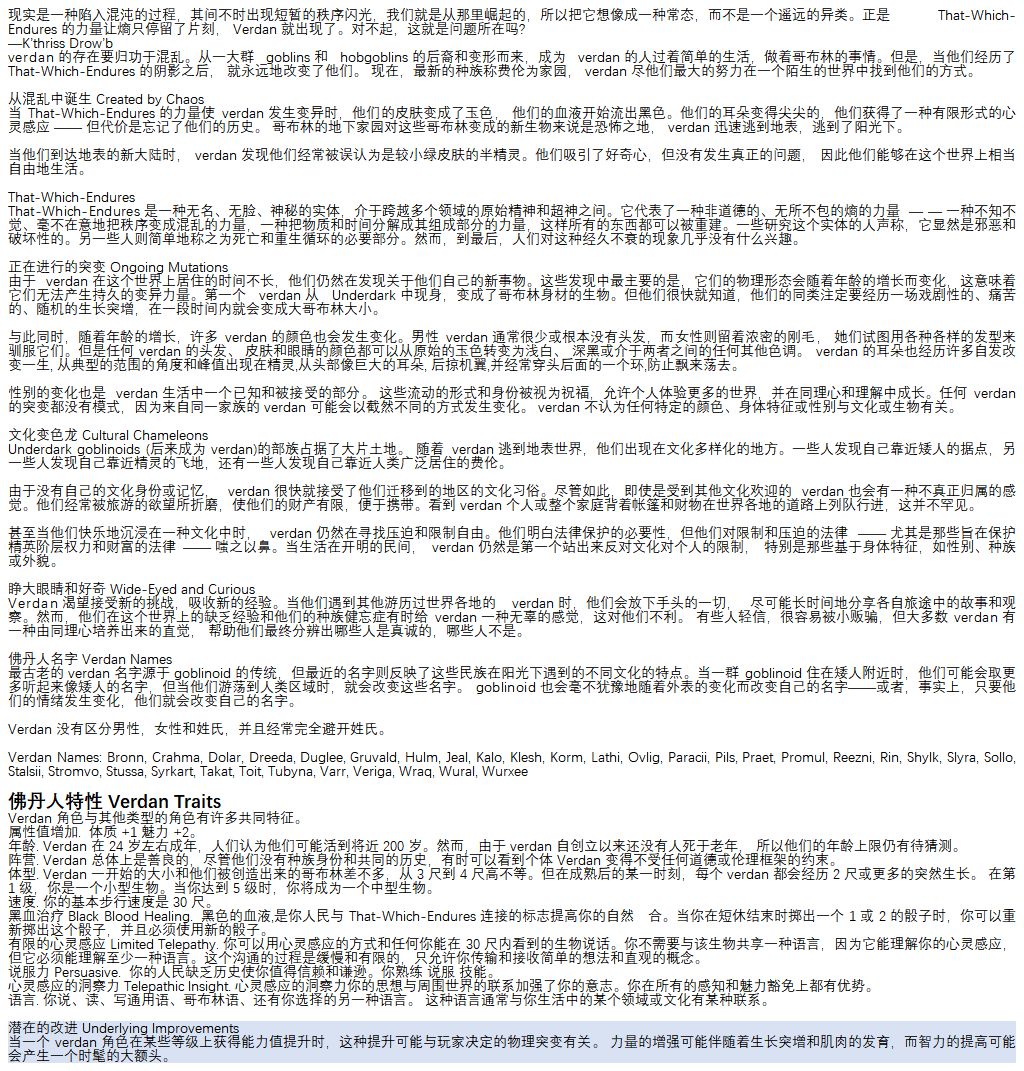 现实是一种陷入混沌的过程，其间不时出现短暂的秩序闪光，我们就是从那里崛起的，所以把它想像成一种常态，而不是一个遥远的异类。正是 That-Which-
Endures 的力量让熵只停留了片刻， Verdan 就出现了。对不起，这就是问题所在吗?
—K'thriss Drow'b
verdan 的存在要归功于混乱。从一大群 goblins 和 hobgoblins 的后裔和变形而来，成为 verdan 的人过着简单的生活，做着哥布林的事情。但是，当他们经历了
That-Which-Endures 的阴影之后， 就永远地改变了他们。 现在，最新的种族称费伦为家园， verdan 尽他们最大的努力在一个陌生的世界中找到他们的方式。
从混乱中诞生 Created by Chaos
当 That-Which-Endures 的力量使 verdan 发生变异时，他们的皮肤变成了玉色， 他们的血液开始流出黑色。他们的耳朵变得尖尖的，他们获得了一种有限形式的心
灵感应 —— 但代价是忘记了他们的历史。 哥布林的地下家园对这些哥布林变成的新生物来说是恐怖之地， verdan 迅速逃到地表，逃到了阳光下。
当他们到达地表的新大陆时， verdan 发现他们经常被误认为是较小绿皮肤的半精灵。他们吸引了好奇心，但没有发生真正的问题， 因此他们能够在这个世界上相当
自由地生活。
That-Which-Endures
That-Which-Endures 是一种无名、无脸、神秘的实体，介于跨越多个领域的原始精神和超神之间。它代表了一种非道德的、无所不包的熵的力量 — — 一种不知不
觉、毫不在意地把秩序变成混乱的力量，一种把物质和时间分解成其组成部分的力量，这样所有的东西都可以被重建。一些研究这个实体的人声称，它显然是邪恶和
破坏性的。另一些人则简单地称之为死亡和重生循环的必要部分。然而，到最后，人们对这种经久不衰的现象几乎没有什么兴趣。
正在进行的突变 Ongoing Mutations
由于 verdan 在这个世界上居住的时间不长，他们仍然在发现关于他们自己的新事物。这些发现中最主要的是，它们的物理形态会随着年龄的增长而变化，这意味着
它们无法产生持久的变异力量。第一个 verdan 从 Underdark 中现身，变成了哥布林身材的生物。但他们很快就知道，他们的同类注定要经历一场戏剧性的、痛苦
的、随机的生长突增，在一段时间内就会变成大哥布林大小。
与此同时，随着年龄的增长，许多 verdan 的颜色也会发生变化。男性 verdan 通常很少或根本没有头发，而女性则留着浓密的刚毛， 她们试图用各种各样的发型来
驯服它们。但是任何 verdan 的头发、 皮肤和眼睛的颜色都可以从原始的玉色转变为浅白、 深黑或介于两者之间的任何其他色调。 verdan 的耳朵也经历许多自发改
变一生, 从典型的范围的角度和峰值出现在精灵,从头部像巨大的耳朵, 后掠机翼,并经常穿头后面的一个环,防止飘来荡去。
性别的变化也是 verdan 生活中一个已知和被接受的部分。 这些流动的形式和身份被视为祝福，允许个人体验更多的世界，并在同理心和理解中成长。任何 verdan
的突变都没有模式，因为来自同一家族的 verdan 可能会以截然不同的方式发生变化。 verdan 不认为任何特定的颜色、身体特征或性别与文化或生物有关。
文化变色龙 Cultural Chameleons
Underdark goblinoids (后来成为 verdan)的部族占据了大片土地。 随着 verdan 逃到地表世界，他们出现在文化多样化的地方。一些人发现自己靠近矮人的据点，另
一些人发现自己靠近精灵的飞地，还有一些人发现自己靠近人类广泛居住的费伦。
由于没有自己的文化身份或记忆， verdan 很快就接受了他们迁移到的地区的文化习俗。尽管如此，即使是受到其他文化欢迎的 verdan 也会有一种不真正归属的感
觉。他们经常被旅游的欲望所折磨，使他们的财产有限，便于携带。看到 verdan 个人或整个家庭背着帐篷和财物在世界各地的道路上列队行进，这并不罕见。
甚至当他们快乐地沉浸在一种文化中时， verdan 仍然在寻找压迫和限制自由。他们明白法律保护的必要性，但他们对限制和压迫的法律 —— 尤其是那些旨在保护
精英阶层权力和财富的法律 —— 嗤之以鼻。当生活在开明的民间， verdan 仍然是第一个站出来反对文化对个人的限制， 特别是那些基于身体特征，如性别、种族
或外貌。
睁大眼睛和好奇 Wide-Eyed and Curious
Verdan 渴望接受新的挑战，吸收新的经验。当他们遇到其他游历过世界各地的 verdan 时，他们会放下手头的一切， 尽可能长时间地分享各自旅途中的故事和观
察。然而，他们在这个世界上的缺乏经验和他们的种族健忘症有时给 verdan 一种无辜的感觉，这对他们不利。 有些人轻信，很容易被小贩骗，但大多数 verdan 有
一种由同理心培养出来的直觉， 帮助他们最终分辨出哪些人是真诚的，哪些人不是。
佛丹人名字 Verdan Names
最古老的 verdan 名字源于 goblinoid 的传统，但最近的名字则反映了这些民族在阳光下遇到的不同文化的特点。当一群 goblinoid 住在矮人附近时，他们可能会取更
多听起来像矮人的名字，但当他们游荡到人类区域时，就会改变这些名字。 goblinoid 也会毫不犹豫地随着外表的变化而改变自己的名字——或者，事实上，只要他
们的情绪发生变化，他们就会改变自己的名字。
Verdan 没有区分男性，女性和姓氏，并且经常完全避开姓氏。
Verdan Names: Bronn, Crahma, Dolar, Dreeda, Duglee, Gruvald, Hulm, Jeal, Kalo, Klesh, Korm, Lathi, Ovlig, Paracii, Pils, Praet, Promul, Reezni, Rin, Shylk, Slyra, Sollo,
Stalsii, Stromvo, Stussa, Syrkart, Takat, Toit, Tubyna, Varr, Veriga, Wraq, Wural, Wurxee
佛丹人特性 Verdan Traits
Verdan 角色与其他类型的角色有许多共同特征。
属性值增加. 体质 +1 魅力 +2。
年龄. Verdan 在 24 岁左右成年，人们认为他们可能活到将近 200 岁。然而，由于 verdan 自创立以来还没有人死于老年， 所以他们的年龄上限仍有待猜测。
阵营. Verdan 总体上是善良的，尽管他们没有种族身份和共同的历史，有时可以看到个体 Verdan 变得不受任何道德或伦理框架的约束。
体型. Verdan 一开始的大小和他们被创造出来的哥布林差不多，从 3 尺到 4 尺高不等。但在成熟后的某一时刻，每个 verdan 都会经历 2 尺或更多的突然生长。 在第
1 级，你是一个小型生物。当你达到 5 级时，你将成为一个中型生物。
速度. 你的基本步行速度是 30 尺。
黑血治疗 Black Blood Healing. 黑色的血液,是你人民与 That-Which-Endures 连接的标志提高你的自然 合。当你在短休结束时掷出一个 1 或 2 的骰子时，你可以重
新掷出这个骰子，并且必须使用新的骰子。
有限的心灵感应 Limited Telepathy. 你可以用心灵感应的方式和任何你能在 30 尺内看到的生物说话。你不需要与该生物共享一种语言，因为它能理解你的心灵感应，
但它必须能理解至少一种语言。这个沟通的过程是缓慢和有限的，只允许你传输和接收简单的想法和直观的概念。
说服力 Persuasive. 你的人民缺乏历史使你值得信赖和谦逊。你熟练 说服 技能。
心灵感应的洞察力 Telepathic Insight. 心灵感应的洞察力你的思想与周围世界的联系加强了你的意志。你在所有的感知和魅力豁免上都有优势。
语言. 你说、读、写通用语、哥布林语、还有你选择的另一种语言。 这种语言通常与你生活中的某个领域或文化有某种联系。
潜在的改进 Underlying Improvements
当一个 verdan 角色在某些等级上获得能力值提升时，这种提升可能与玩家决定的物理突变有关。 力量的增强可能伴随着生长突增和肌肉的发育，而智力的提高可能
会产生一个时髦的大额头。